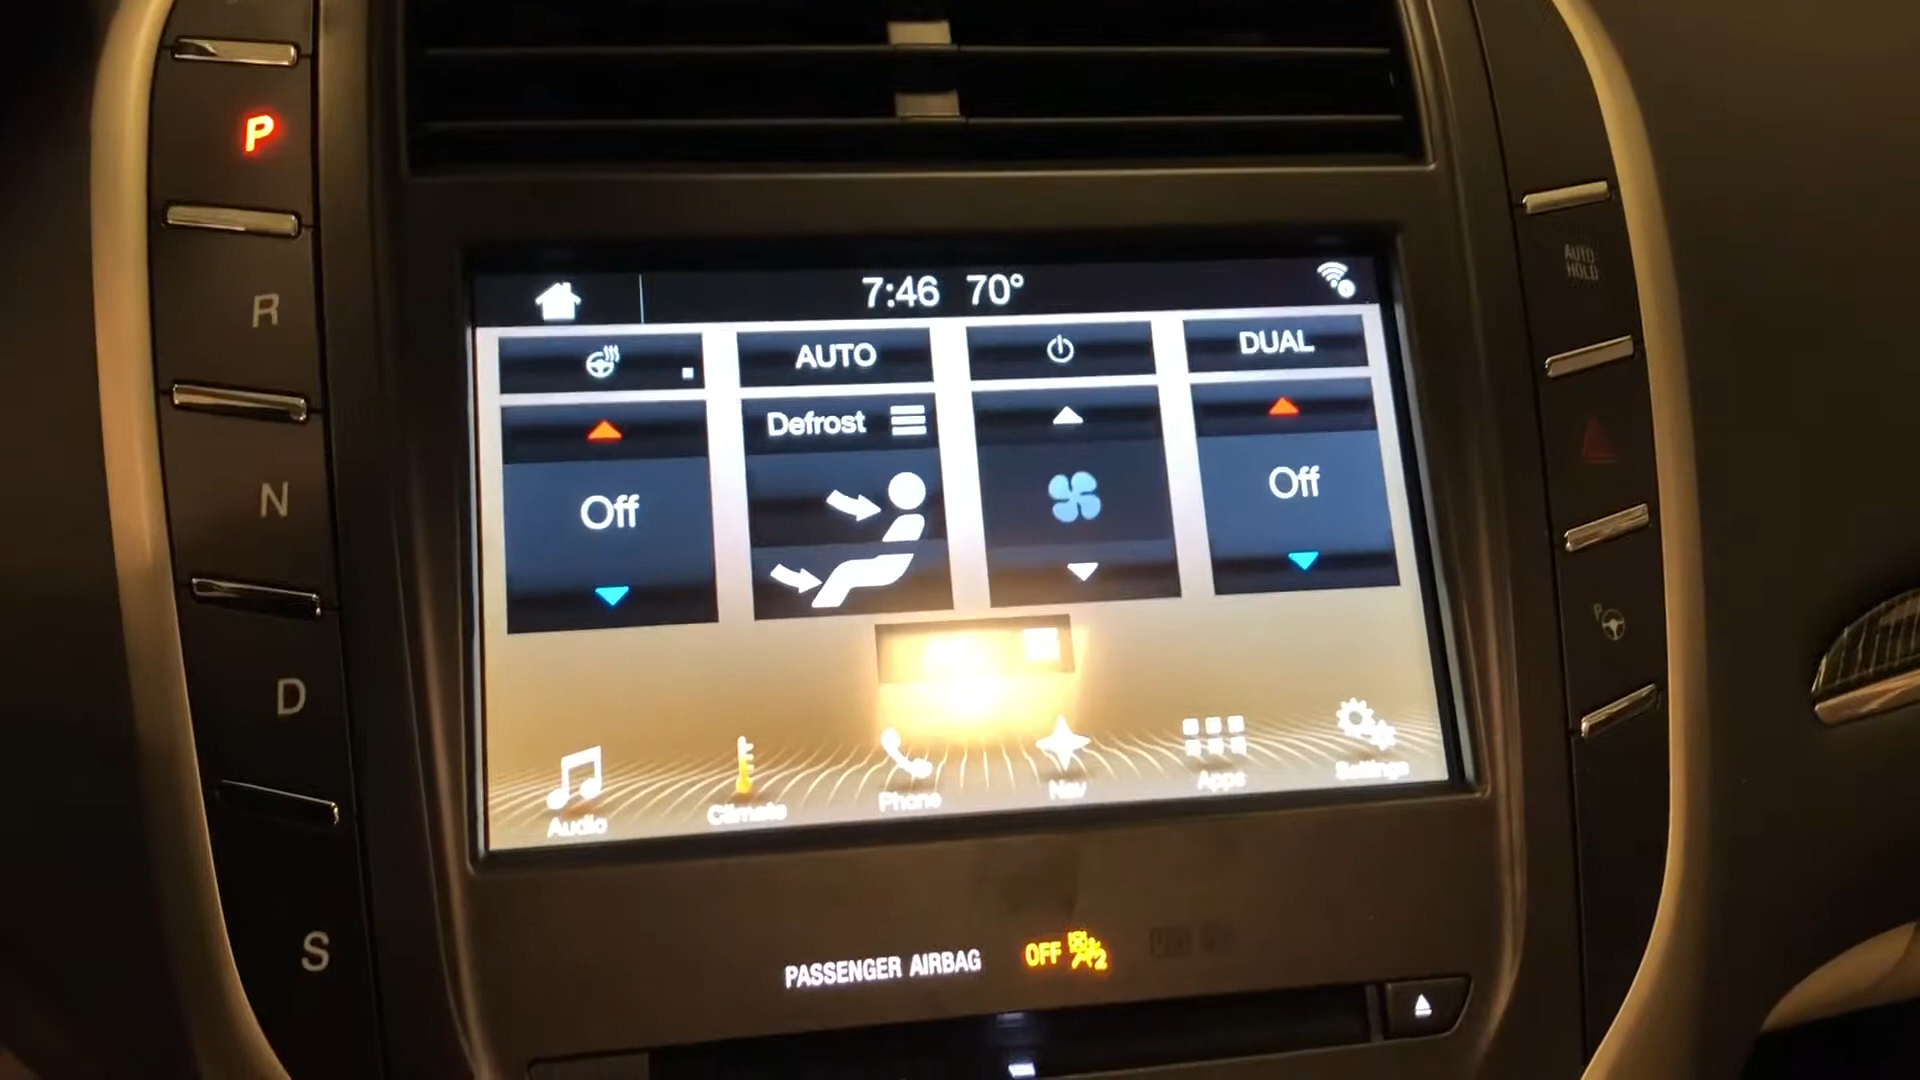 P
R
N
D
S
7:46 70°
AUTO
DUAL
Defrost
Off
Off
Audio
Climate
Phone
Nav
Apps
Settings
PASSENGER AIRBAG OFF 2
AUTO
HOLD
P